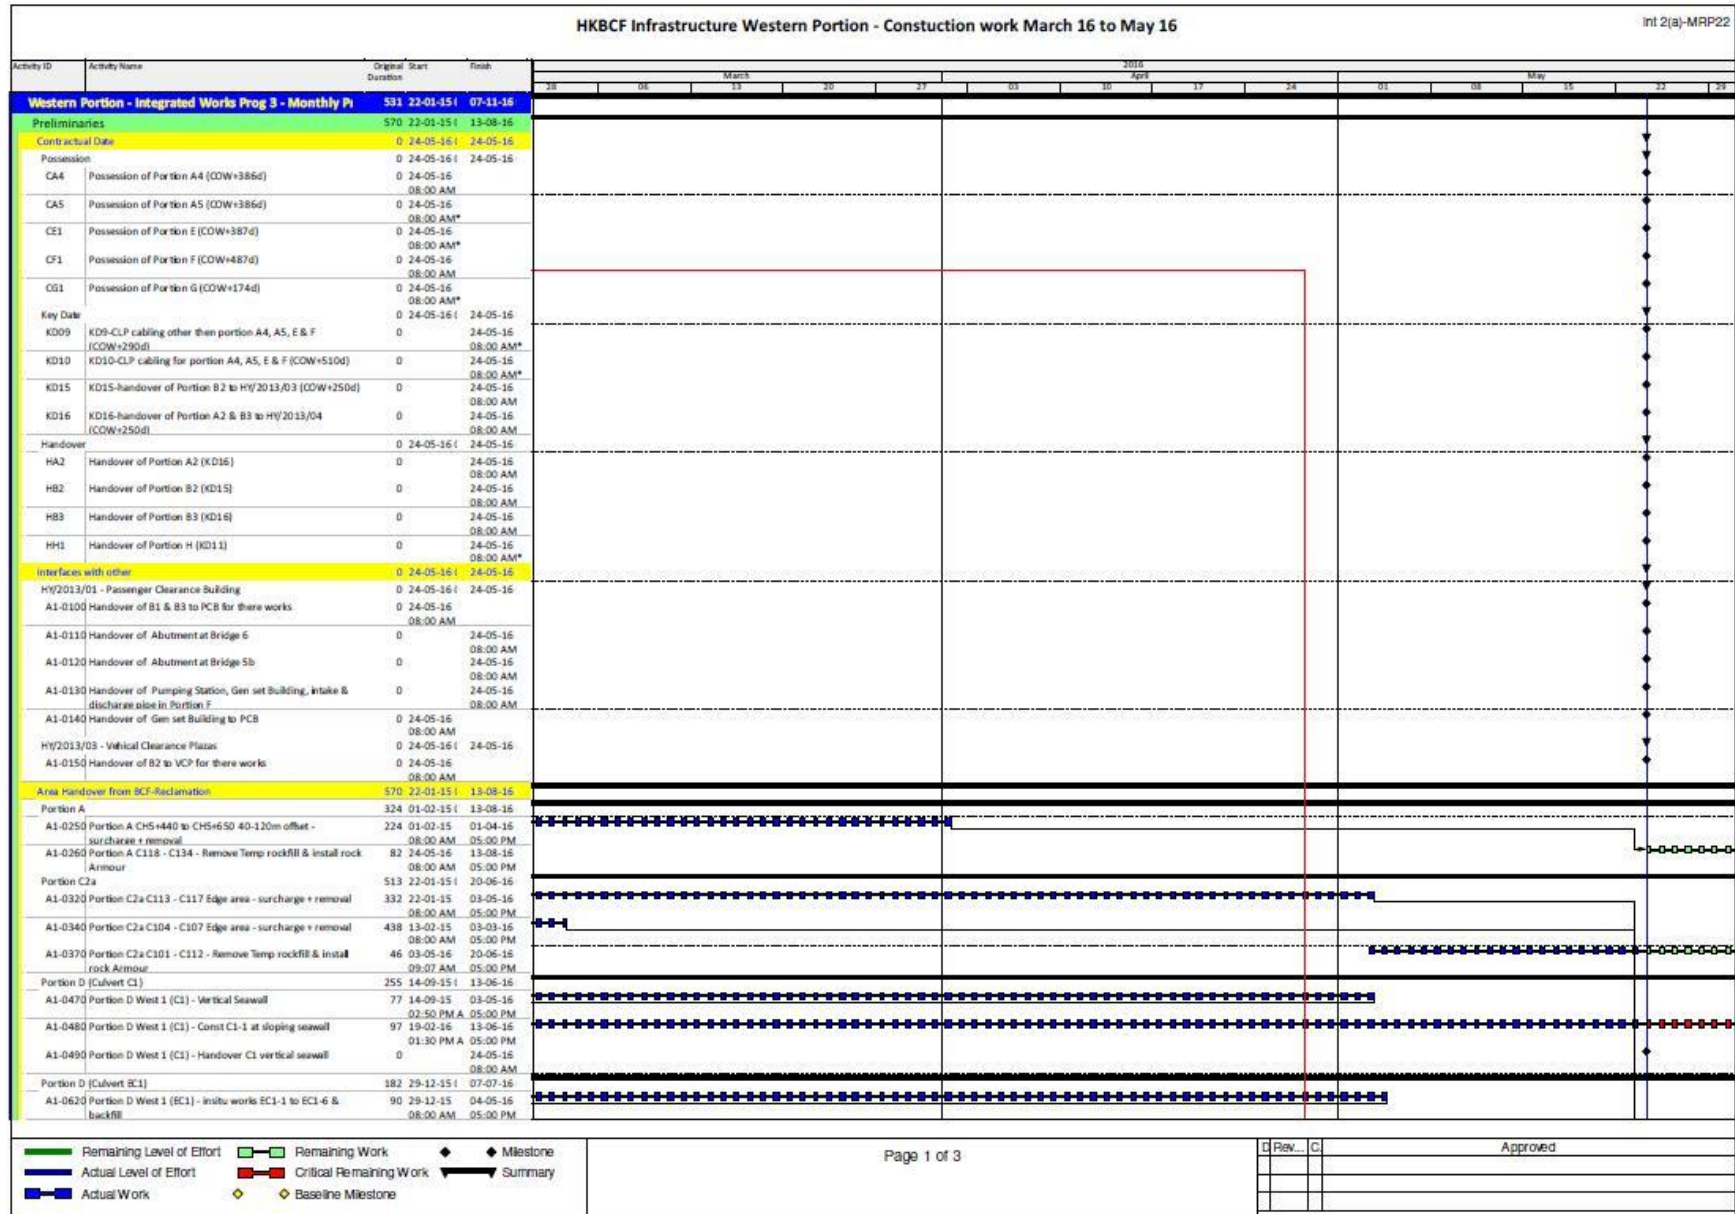 HKBCF Infrastructure Western Portion - Constuction work March 16 to May 16
Int 2(a)-MRP22
Activity ID Activity Name Original Start Finish
Duration
2016
March April May
28 06 13 20 27 03 10 17 24 01 08 15 22 29
Western Portion - Integrated Works Prog 3 - Monthly Pr 531 22-01-15 07-11-16
Preliminaries 570 22-01-15 13-08-16
Contractual Date 0 24-05-16 24-05-16
Possession 0 24-05-16 24-05-16
CA4 Possession of Portion A4 (COW+386d) 0 24-05-16
08:00 AM
CA5 Possession of Portion A5 (COW+386d) 0 24-05-16
08:00 AM*
CE1 Possession of Portion E (COW+387d) 0 24-05-16
08:00 AM*
CF1 Possession of Portion F (COW+487d) 0 24-05-16
08:00 AM
CG1 Possession of Portion G (COW+174d) 0 24-05-16
08:00 AM*
Key Date 0 24-05-16 24-05-16
KD09 KD9-CLP cabling other then portion A4, A5, E & F 0 24-05-16
(COW+290d) 08:00 AM*
KD10 KD10-CLP cabling for portion A4, A5, E & F (COW+510d) 0 24-05-16
08:00 AM*
KD15 KD15-handover of Portion B2 to HY/2013/03 (COW+250d) 0 24-05-16
08:00 AM
KD16 KD16-handover of Portion A2 & B3 to HY/2013/04 0 24-05-16
(COW+250d) 08:00 AM
Handover 0 24-05-16 24-05-16
HA2 Handover of Portion A2 (KD16) 0 24-05-16
08:00 AM
HB2 Handover of Portion B2 (KD15) 0 24-05-16
08:00 AM
HB3 Handover of Portion B3 (KD16) 0 24-05-16
08:00 AM
HH1 Handover of Portion H (KD11) 0 24-05-16
08:00 AM*
Interfaces with other 0 24-05-16 24-05-16
HY/2013/01 - Passenger Clearance Building 0 24-05-16 24-05-16
A1-0100 Handover of B1 & B3 to PCB for there works 0 24-05-16
08:00 AM
A1-0110 Handover of Abutment at Bridge 6 0 24-05-16
08:00 AM
A1-0120 Handover of Abutment at Bridge 5b 0 24-05-16
08:00 AM
A1-0130 Handover of Pumping Station, Gen set Building, intake & 0 24-05-16
discharge pipe in Portion F 08:00 AM
A1-0140 Handover of Gen set Building to PCB 0 24-05-16
08:00 AM
HY/2013/03 - Vehical Clearance Plazas 0 24-05-16 24-05-16
A1-0150 Handover of B2 to VCP for there works 0 24-05-16
08:00 AM
Area Handover from BCF-Reclamation 570 22-01-15 13-08-16
Portion A 324 01-02-15 13-08-16
A1-0250 Portion A CH5+440 to CH5+650 40-120m offset - 224 01-02-15 01-04-16
surcharge + removal 08:00 AM 05:00 PM
A1-0260 Portion A C118 - C134 - Remove Temp rockfill & install rock 82 24-05-16 13-08-16
Armour 08:00 AM 05:00 PM
Portion C2a 513 22-01-15 20-06-16
A1-0320 Portion C2a C113 - C117 Edge area - surcharge + removal 332 22-01-15 03-05-16
08:00 AM 05:00 PM
A1-0340 Portion C2a C104 - C107 Edge area - surcharge + removal 438 13-02-15 03-03-16
08:00 AM 05:00 PM
A1-0370 Portion C2a C101 - C112 - Remove Temp rockfill & install 46 03-05-16 20-06-16
rock Armour 09:07 AM 05:00 PM
Portion D (Culvert C1) 255 14-09-15 13-06-16
A1-0470 Portion D West 1 (C1) - Vertical Seawall 77 14-09-15 03-05-16
02:50 PM A 05:00 PM
A1-0480 Portion D West 1 (C1) - Const C1-1 at sloping seawall 97 19-02-16 13-06-16
01:30 PM A 05:00 PM
A1-0490 Portion D West 1 (C1) - Handover C1 vertical seawall 0 24-05-16
08:00 AM
Portion D (Culvert EC1) 182 29-12-15 07-07-16
A1-0620 Portion D West 1 (EC1) - insitu works EC1-1 to EC1-6 & 90 29-12-15 04-05-16
backfill 08:00 AM 05:00 PM
Remaining Level of Effort Remaining Work Milestone
Actual Level of Effort Critical Remaining Work Summary
Actual Work Baseline Milestone
Page 1 of 3
D Rev... C. Approved